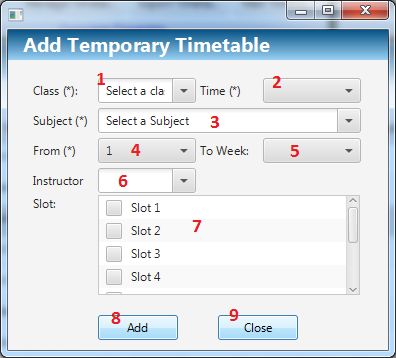 Add Temporary Timetable
1
Class (*): Select a cla Time (*) 2
Subject (*) Select a Subject 3
From (*) 1 4 To Week: 5
Instructor 6
Slot: Slot 1
Slot 2 7
Slot 3
Slot 4
8 Add 9 Close